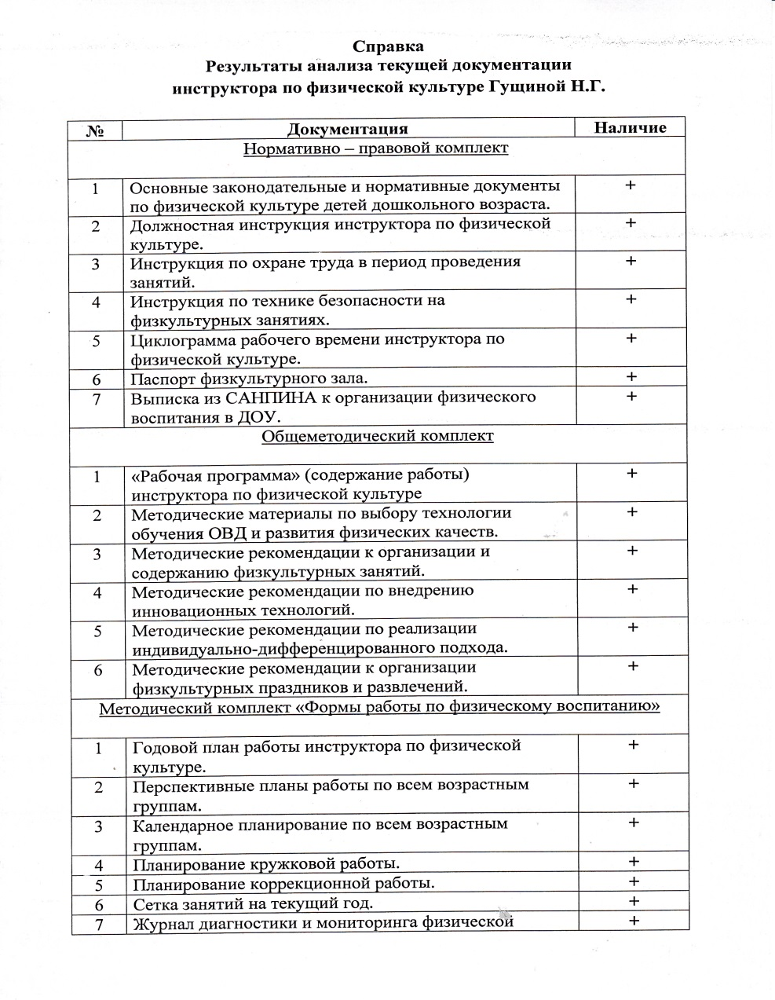 Справка
Результаты анализа текущей документации
инструктора по физической культуре Гущиной Н.Г.
№ Документация Наличие
Нормативно – правовой комплект
1 Основные законодательные и нормативные документы +
по физической культуре детей дошкольного возраста.
2 Должностная инструкция инструктора по физической +
культуре.
3 Инструкция по охране труда в период проведения +
занятий.
4 Инструкция по технике безопасности на +
физкультурных занятиях.
5 Циклограмма рабочего времени инструктора по +
физической культуре.
6 Паспорт физкультурного зала. +
7 Выписка из САНПИНА к организации физического +
воспитания в ДОУ.
Общеметодический комплект
1 «Рабочая программа» (содержание работы) +
инструктора по физической культуре
2 Методические материалы по выбору технологии +
обучения ОВД и развития физических качеств.
3 Методические рекомендации к организации и +
содержанию физкультурных занятий.
4 Методические рекомендации по внедрению +
инновационных технологий.
5 Методические рекомендации по реализации +
индивидуально-дифференцированного подхода.
6 Методические рекомендации к организации +
физкультурных праздников и развлечений.
Методический комплект «Формы работы по физическому воспитанию»
1 Годовой план работы инструктора по физической +
культуре.
2 Перспективные планы работы по всем возрастным +
группам.
3 Календарное планирование по всем возрастным +
группам.
4 Планирование кружковой работы. +
5 Планирование коррекционной работы. +
6 Сетка занятий на текущий год. +
7 Журнал диагностики и мониторинга физической +